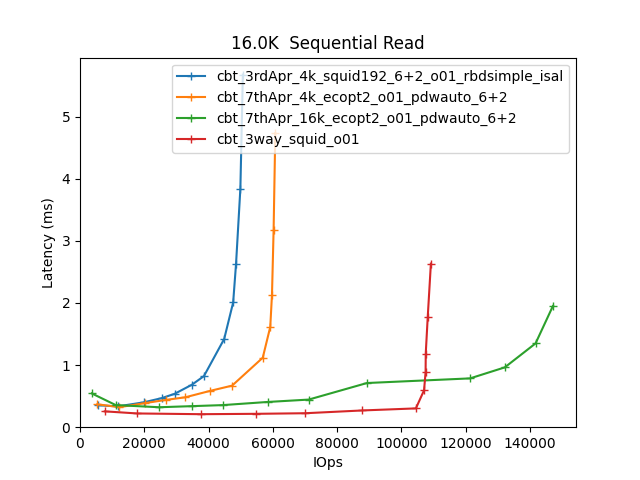 16.0K  Sequential Read
cbt_3rdApr_4k_squid192_6+2_o01_rbdsimple_isal
cbt_7thApr_4k_ecopt2_o01_pdwauto_6+2
cbt_7thApr_16k_ecopt2_o01_pdwauto_6+2
cbt_3way_squid_o01
Latency (ms)
5
4
3
2
1
0
0 20000 40000 60000 80000 100000 120000 140000
IOps